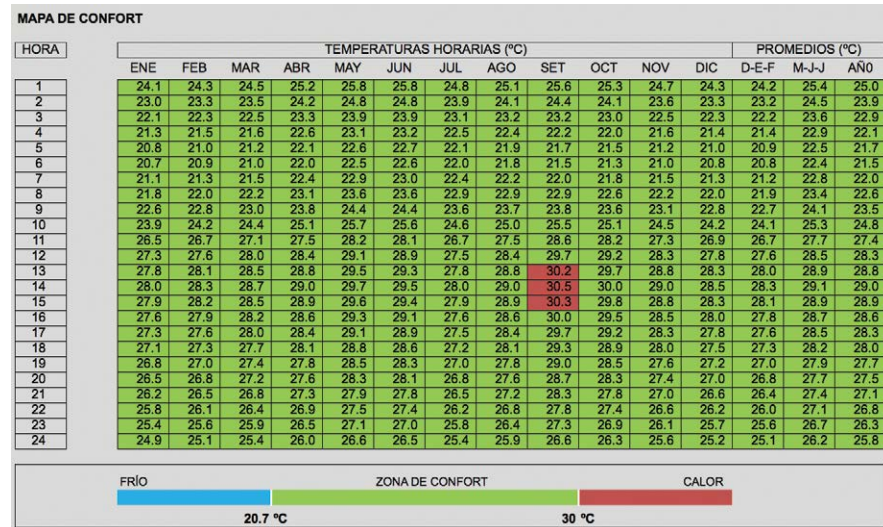 MAPA DE CONFORT
HORA TEMPERATURAS HORARIAS (ºC) PROMEDIOS (ºC)
ENE FEB MAR ABR MAY JUN JUL AGO SET OCT NOV DIC D-E-F M-J-J AÑ0
1 24.1 24.3 24.5 25.2 25.8 25.8 24.8 25.1 25.6 25.3 24.7 24.3 24.2 25.4 25.0
2 23.0 23.3 23.5 24.2 24.8 24.8 23.9 24.1 24.4 24.1 23.6 23.3 23.2 24.5 23.9
3 22.1 22.3 22.5 23.3 23.9 23.9 23.1 23.2 23.2 23.0 22.5 22.3 22.2 23.6 22.9
4 21.3 21.5 21.6 22.6 23.1 23.2 22.5 22.4 22.2 22.0 21.6 21.4 21.4 22.9 22.1
5 20.8 21.0 21.2 22.1 22.6 22.7 22.1 21.9 21.7 21.5 21.2 21.0 20.9 22.5 21.7
6 20.7 20.9 21.0 22.0 22.5 22.6 22.0 21.8 21.5 21.3 21.0 20.8 20.8 22.4 21.5
7 21.1 21.3 21.5 22.4 22.9 23.0 22.4 22.2 22.0 21.8 21.5 21.3 21.2 22.8 22.0
8 21.8 22.0 22.2 23.1 23.6 23.6 22.9 22.9 22.9 22.6 22.2 22.0 21.9 23.4 22.6
9 22.6 22.8 23.0 23.8 24.4 24.4 23.6 23.7 23.8 23.6 23.1 22.8 22.7 24.1 23.5
10 23.9 24.2 24.4 25.1 25.7 25.6 24.6 25.0 25.5 25.1 24.5 24.2 24.1 25.3 24.8
11 26.5 26.7 27.1 27.5 28.2 28.1 26.7 27.5 28.6 28.2 27.3 26.9 26.7 27.7 27.4
12 27.3 27.6 28.0 28.4 29.1 28.9 27.5 28.4 29.7 29.2 28.3 27.8 27.6 28.5 28.3
13 27.8 28.1 28.5 28.8 29.5 29.3 27.8 28.8 30.2 29.7 28.8 28.3 28.0 28.9 28.8
14 28.0 28.3 28.7 29.0 29.7 29.5 28.0 29.0 30.5 30.0 29.0 28.5 28.3 29.1 29.0
15 27.9 28.2 28.5 28.9 29.6 29.4 27.9 28.9 30.3 29.8 28.8 28.3 28.1 28.9 28.9
16 27.6 27.9 28.2 28.6 29.3 29.1 27.6 28.6 30.0 29.5 28.5 28.0 27.8 28.7 28.6
17 27.3 27.6 28.0 28.4 29.1 28.9 27.5 28.4 29.7 29.2 28.3 27.8 27.6 28.5 28.3
18 27.1 27.3 27.7 28.1 28.8 28.6 27.2 28.1 29.3 28.9 28.0 27.5 27.3 28.2 28.0
19 26.8 27.0 27.4 27.8 28.5 28.3 27.0 27.8 29.0 28.5 27.6 27.2 27.0 27.9 27.7
20 26.5 26.8 27.2 27.6 28.3 28.1 26.8 27.6 28.7 28.3 27.4 27.0 26.8 27.7 27.5
21 26.2 26.5 26.8 27.3 27.9 27.8 26.5 27.2 28.3 27.8 27.0 26.6 26.4 27.4 27.1
22 25.8 26.1 26.4 26.9 27.5 27.4 26.2 26.8 27.8 27.4 26.6 26.2 26.0 27.1 26.8
23 25.4 25.6 25.9 26.5 27.1 27.0 25.8 26.4 27.3 26.9 26.1 25.7 25.6 26.7 26.3
24 24.9 25.1 25.4 26.0 26.6 26.5 25.4 25.9 26.6 26.3 25.6 25.2 25.1 26.2 25.8
FRÍO ZONA DE CONFORT CALOR
20.7 ºC 30 ºC